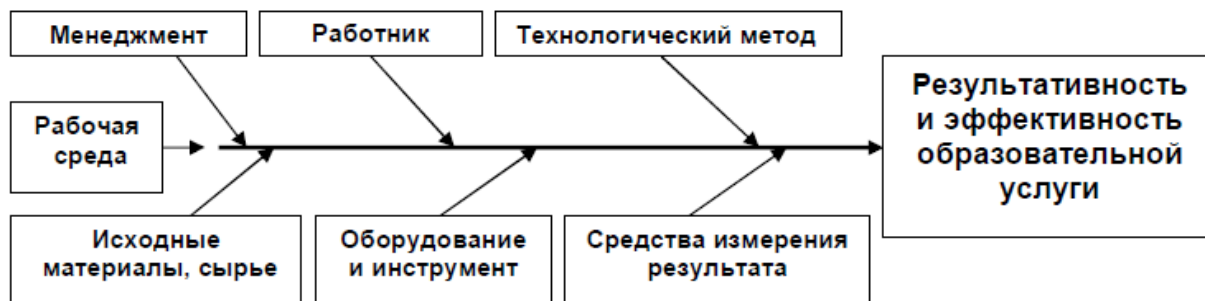 Менеджмент
Работник
Технологический метод
Результативность
и эффективность
образовательной
услуги
Рабочая
среда
Исходные
материалы, сырье
Оборудование
и инструмент
Средства измерения
результата